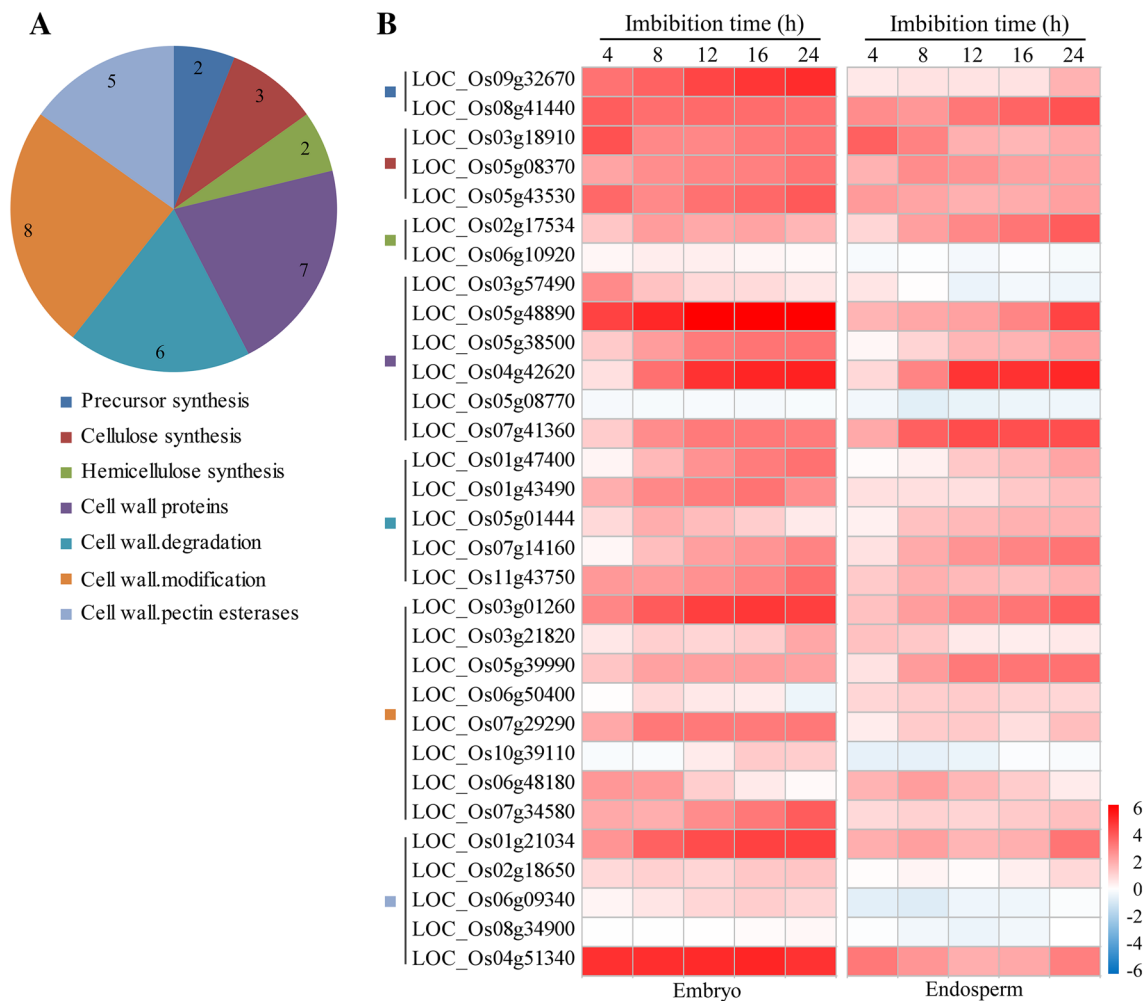 A
2
3
2
7
6
8
5
Precursor synthesis
Cellulose synthesis
Hemicellulose synthesis
Cell wall proteins
Cell wall.degradation
Cell wall.modification
Cell wall.pectin esterases
B
Imbibition time (h) Imbibition time (h)
4 8 12 16 24 4 8 12 16 24
LOC_Os09g32670
LOC_Os08g41440
LOC_Os03g18910
LOC_Os05g08370
LOC_Os05g43530
LOC_Os02g17534
LOC_Os06g10920
LOC_Os03g57490
LOC_Os05g48890
LOC_Os05g38500
LOC_Os04g42620
LOC_Os05g08770
LOC_Os07g41360
LOC_Os01g47400
LOC_Os01g43490
LOC_Os05g01444
LOC_Os07g14160
LOC_Os11g43750
LOC_Os03g01260
LOC_Os03g21820
LOC_Os05g39990
LOC_Os06g50400
LOC_Os07g29290
LOC_Os10g39110
LOC_Os06g48180
LOC_Os07g34580
LOC_Os01g21034
LOC_Os02g18650
LOC_Os06g09340
LOC_Os08g34900
LOC_Os04g51340
Embryo Endosperm
6
4
2
0
-2
-4
-6